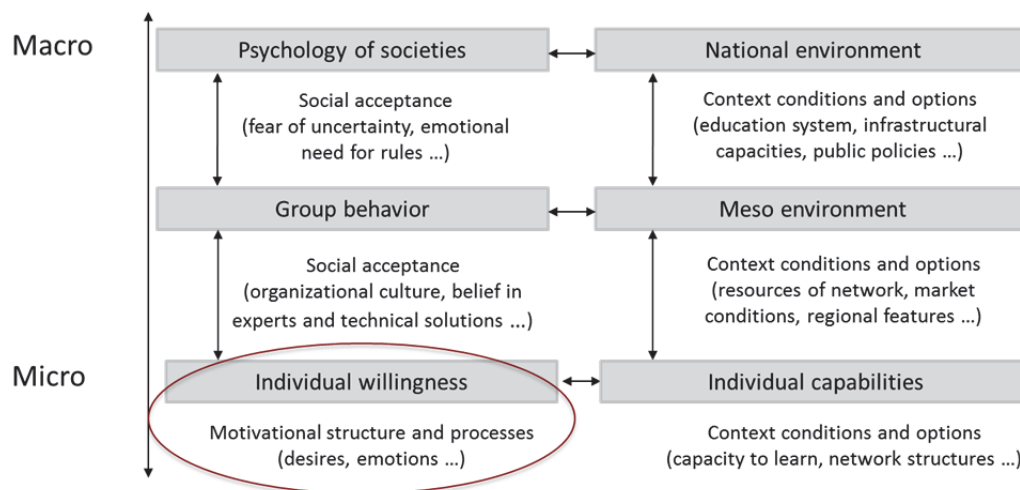 Macro
Psychology of societies
National environment
Social acceptance
(fear of uncertainty, emotional
need for rules ...)
Context conditions and options
(education system, infrastructural
capacities, public policies ...)
Group behavior
Meso environment
Social acceptance
(organizational culture, belief in
experts and technical solutions ...)
Context conditions and options
(resources of network, market
conditions, regional features ...)
Micro
Individual willingness
Individual capabilities
Motivational structure and processes
(desires, emotions ...)
Context conditions and options
(capacity to learn, network structures ...)